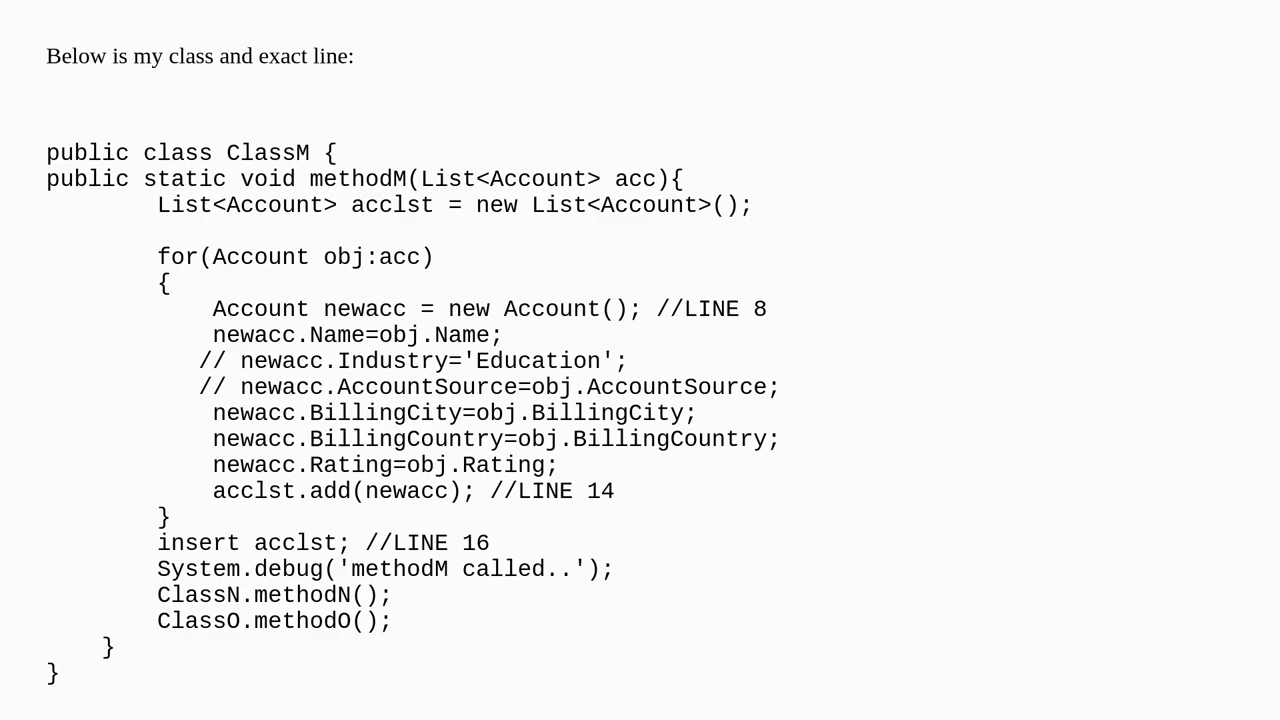 Below is my class and exact line:
public class ClassM {
public static void methodM(List<Account> acc){
        List<Account> acclst = new List<Account>();
        for(Account obj:acc)
        {
            Account newacc = new Account(); //LINE 8
            newacc.Name=obj.Name;
           // newacc.Industry='Education';
           // newacc.AccountSource=obj.AccountSource;
            newacc.BillingCity=obj.BillingCity;
            newacc.BillingCountry=obj.BillingCountry;
            newacc.Rating=obj.Rating;
            acclst.add(newacc); //LINE 14
        }
        insert acclst; //LINE 16
        System.debug('methodM called..');
        ClassN.methodN();
        ClassO.methodO();
    }
}